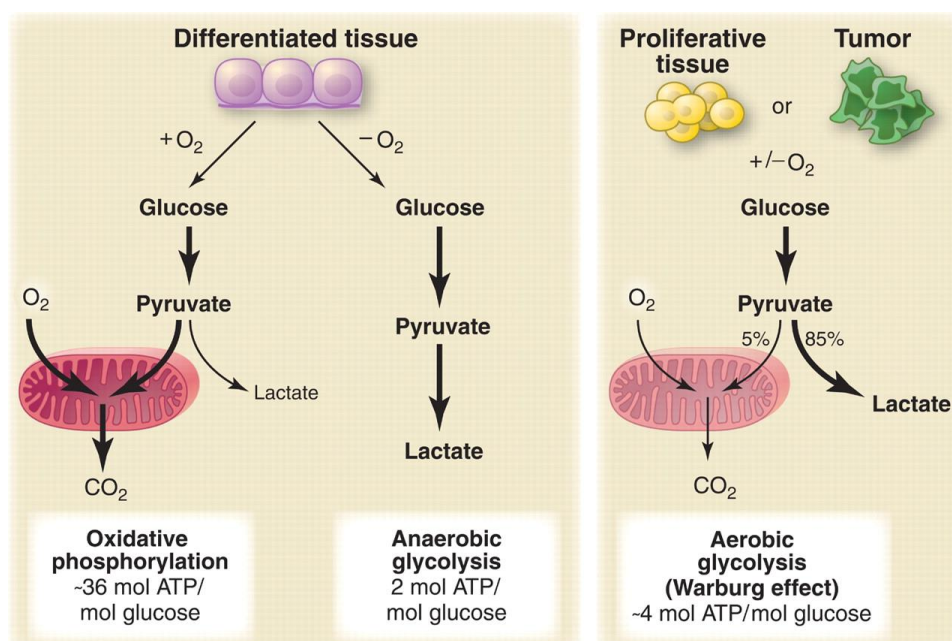 Differentiated tissue
+O₂
−O₂
Glucose
Glucose
O₂
Pyruvate
Pyruvate
Lactate
Lactate
CO₂
Oxidative
phosphorylation
~36 mol ATP/
mol glucose
Anaerobic
glycolysis
2 mol ATP/
mol glucose
Proliferative
tissue
or
Tumor
+/−O₂
Glucose
O₂
Pyruvate
5%
85%
Lactate
CO₂
Aerobic
glycolysis
(Warburg effect)
~4 mol ATP/mol glucose